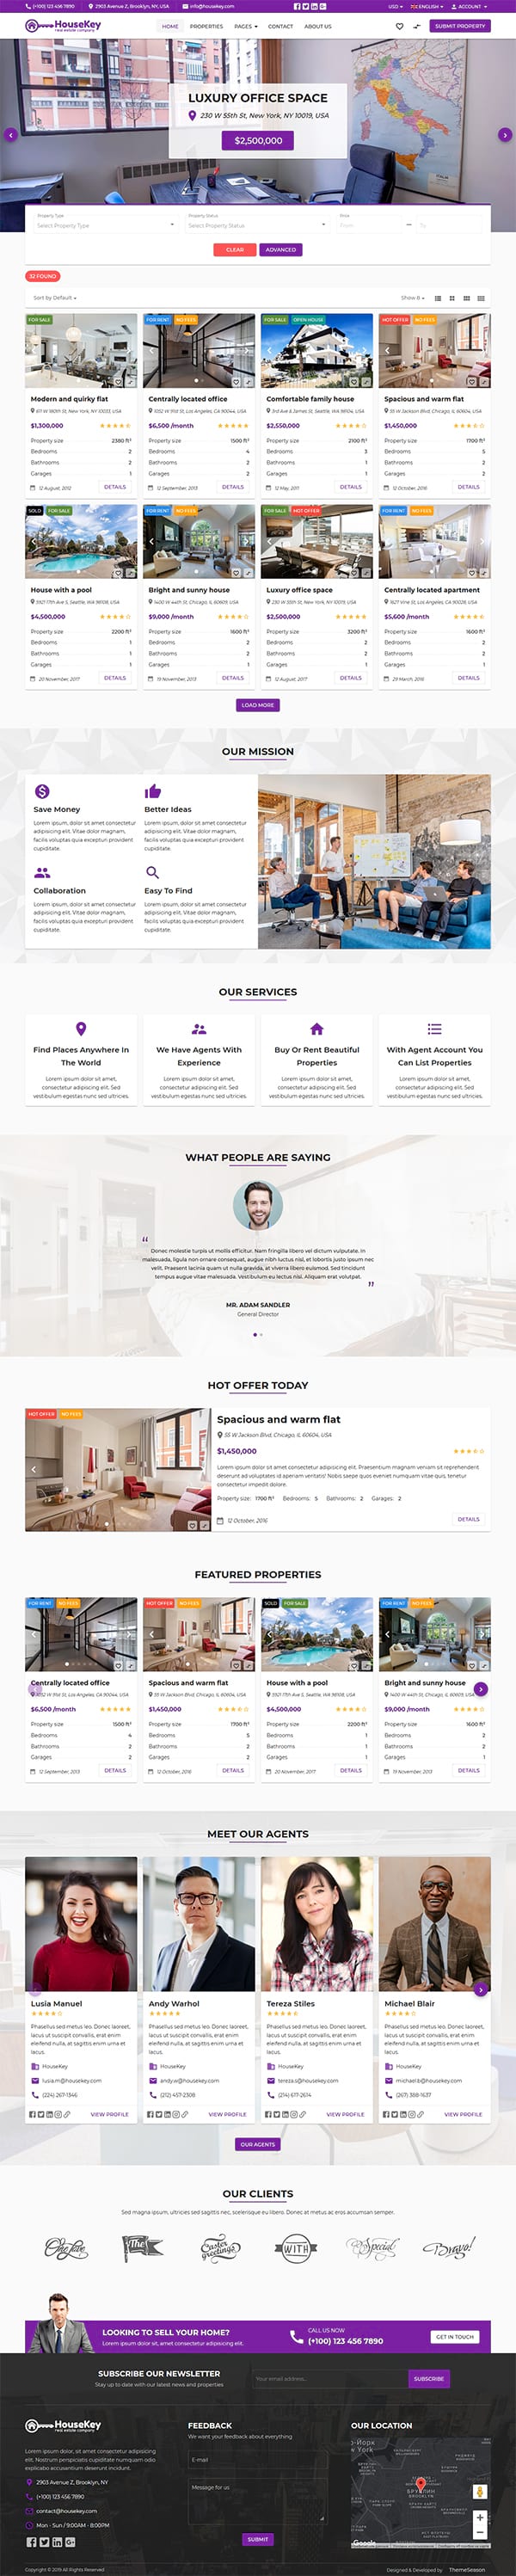 (+100) 123 456 7890 2903 Avenue Z, Brooklyn, NY, USA info@housekey.com USD ENGLISH ACCOUNT
HouseKey
real estate company
HOME PROPERTIES PAGES CONTACT ABOUT US SUBMIT PROPERTY
LUXURY OFFICE SPACE
230 W 55th St, New York, NY 10019, USA
$2,500,000
ITALIA
Property Type Property Status Price
Select Property Type Select Property Status From To
CLEAR ADVANCED
32 FOUND
Sort by Default Show 8
FOR SALE FOR RENT NO FEES FOR SALE OPEN HOUSE HOT OFFER NO FEES
Modern and quirky flat Centrally located office Comfortable family house Spacious and warm flat
611 W 180th St, New York, NY 10033, USA 1052 W 91st St, Los Angeles, CA 90044, USA 3rd Ave & James St, Seattle, WA 98104, USA 55 W Jackson Blvd, Chicago, IL 60604, USA
$1,300,000 $6,500 /month $2,550,000 $1,450,000
Property size 2380 ft² Property size 1500 ft² Property size 2100 ft² Property size 1700 ft²
Bedrooms 2 Bedrooms 4 Bedrooms 3 Bedrooms 5
Bathrooms 2 Bathrooms 2 Bathrooms 1 Bathrooms 2
Garages 1 Garages 2 Garages 1 Garages 2
12 August, 2012 DETAILS 12 September, 2013 DETAILS 12 May, 2011 DETAILS 12 October, 2016 DETAILS
SOLD FOR SALE FOR RENT NO FEES FOR SALE HOT OFFER FOR RENT NO FEES
House with a pool Bright and sunny house Luxury office space Centrally located apartment
5921 17th Ave S, Seattle, WA 98108, USA 1400 W 44th St, Chicago, IL 60609, USA 230 W 55th St, New York, NY 10019, USA 1627 Vine St, Los Angeles, CA 90028, USA
$4,500,000 $9,000 /month $2,500,000 $5,600 /month
Property size 2200 ft² Property size 1600 ft² Property size 3200 ft² Property size 1600 ft²
Bedrooms 1 Bedrooms 2 Bedrooms 2 Bedrooms 2
Bathrooms 1 Bathrooms 2 Bathrooms 2 Bathrooms 2
Garages 1 Garages 1 Garages 1 Garages 1
20 November, 2017 DETAILS 19 November, 2013 DETAILS 12 August, 2017 DETAILS 29 March, 2016 DETAILS
LOAD MORE
OUR MISSION
Save Money Better Ideas
Lorem ipsum, dolor sit amet consectetur Lorem ipsum, dolor sit amet consectetur
adipisicing elit. Vitae dolor magnam, adipisicing elit. Vitae dolor magnam,
facilis voluptas quia excepturi provident facilis voluptas quia excepturi provident
cupiditate. cupiditate.
Collaboration Easy To Find
Lorem ipsum, dolor sit amet consectetur Lorem ipsum, dolor sit amet consectetur
adipisicing elit. Vitae dolor magnam, adipisicing elit. Vitae dolor magnam,
facilis voluptas quia excepturi provident facilis voluptas quia excepturi provident
cupiditate. cupiditate.
OUR SERVICES
Find Places Anywhere In We Have Agents With Buy Or Rent Beautiful With Agent Account You
The World Experience Properties Can List Properties
Lorem ipsum dolor sit amet, Lorem ipsum dolor sit amet, Lorem ipsum dolor sit amet, Lorem ipsum dolor sit amet,
consectetur adipiscing elit. Sed consectetur adipiscing elit. Sed consectetur adipiscing elit. Sed consectetur adipiscing elit. Sed
vestibulum egestas nunc sed ultricies. vestibulum egestas nunc sed ultricies. vestibulum egestas nunc sed ultricies. vestibulum egestas nunc sed ultricies.
WHAT PEOPLE ARE SAYING
“
Donec molestie turpis ut mollis efficitur. Nam fringilla libero vel dictum vulputate. In
malesuada, ligula non ornare consequat, augue nibh luctus nisl, et lobortis justo ipsum nec
velit. Praesent lacinia quam ut nulla gravida, at viverra libero euismod. Sed tincidunt
tempus augue vitae malesuada. Vestibulum eu lectus nisl. Aliquam erat volutpat.
”
MR. ADAM SANDLER
General Director
HOT OFFER TODAY
HOT OFFER NO FEES
Spacious and warm flat
55 W Jackson Blvd, Chicago, IL 60604, USA
$1,450,000
Lorem ipsum dolor sit amet consectetur adipisicing elit. Praesentium magnam veniam sit reprehenderit
deserunt ad voluptates id aperiam veritatis! Nobis saepe quos eveniet numquam vitae quis, tenetur
consectetur impedit dolore.
Property size: 1700 ft² Bedrooms: 5 Bathrooms: 2 Garages: 2
12 October, 2016 DETAILS
FEATURED PROPERTIES
FOR RENT NO FEES HOT OFFER NO FEES SOLD FOR SALE FOR RENT NO FEES
Centrally located office Spacious and warm flat House with a pool Bright and sunny house
1052 W 91st St, Los Angeles, CA 90044, USA 55 W Jackson Blvd, Chicago, IL 60604, USA 5921 17th Ave S, Seattle, WA 98108, USA 1400 W 44th St, Chicago, IL 60609, USA
$6,500 /month $1,450,000 $4,500,000 $9,000 /month
Property size 1500 ft² Property size 1700 ft² Property size 2200 ft² Property size 1600 ft²
Bedrooms 4 Bedrooms 5 Bedrooms 1 Bedrooms 2
Bathrooms 2 Bathrooms 2 Bathrooms 1 Bathrooms 2
Garages 2 Garages 2 Garages 1 Garages 1
12 September, 2013 DETAILS 12 October, 2016 DETAILS 20 November, 2017 DETAILS 19 November, 2013 DETAILS
MEET OUR AGENTS
Lusia Manuel Andy Warhol Tereza Stiles Michael Blair
Phasellus sed metus leo. Donec laoreet, Phasellus sed metus leo. Donec laoreet, Phasellus sed metus leo. Donec laoreet, Phasellus sed metus leo. Donec laoreet,
lacus ut suscipit convallis, erat enim lacus ut suscipit convallis, erat enim lacus ut suscipit convallis, erat enim lacus ut suscipit convallis, erat enim
eleifend nulla, at sagittis enim urna et eleifend nulla, at sagittis enim urna et eleifend nulla, at sagittis enim urna et eleifend nulla, at sagittis enim urna et
lacus. lacus. lacus. lacus.
HouseKey HouseKey HouseKey HouseKey
lusia.m@housekey.com andy.w@housekey.com tereza.s@housekey.com michael.b@housekey.com
(224) 267-1346 (212) 457-2308 (214) 617-2614 (267) 388-1637
VIEW PROFILE VIEW PROFILE VIEW PROFILE VIEW PROFILE
OUR AGENTS
OUR CLIENTS
Sed magna ipsum, ultricies sed sagittis nec, scelerisque eu libero. Donec at metus ac eros accumsan semper.
One love The Easter greetings WITH Special Bravo!
LOOKING TO SELL YOUR HOME? CALL US NOW
Lorem ipsum dolor sit, amet consectetur adipisicing elit. (+100) 123 456 7890 GET IN TOUCH
SUBSCRIBE OUR NEWSLETTER
Stay up to date with our latest news and properties
Your email address... SUBSCRIBE
HouseKey
real estate company
Lorem ipsum dolor, sit amet consectetur adipisicing
elit. Nostrum perspiciatis cupiditate numquam odio
explicabo accusantium deserunt incidunt.
2903 Avenue Z, Brooklyn, NY
(+100) 123 456 7890
contact@housekey.com
Mon - Sun / 9:00AM - 8:00PM
FEEDBACK
We want your feedback about everything
E-mail
Message for us
SUBMIT
OUR LOCATION
БРУКЛИН
BROOKLYN
Google
Copyright © 2019 All Rights Reserved Designed & Developed by ThemeSeason